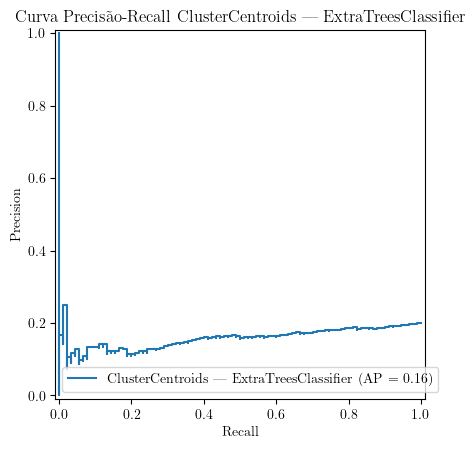 Curva Precisão-Recall ClusterCentroids — ExtraTreesClassifier
1.0
0.8
0.6
0.4
0.2
0.0
Precision
ClusterCentroids — ExtraTreesClassifier (AP = 0.16)
0.0 0.2 0.4 0.6 0.8 1.0
Recall